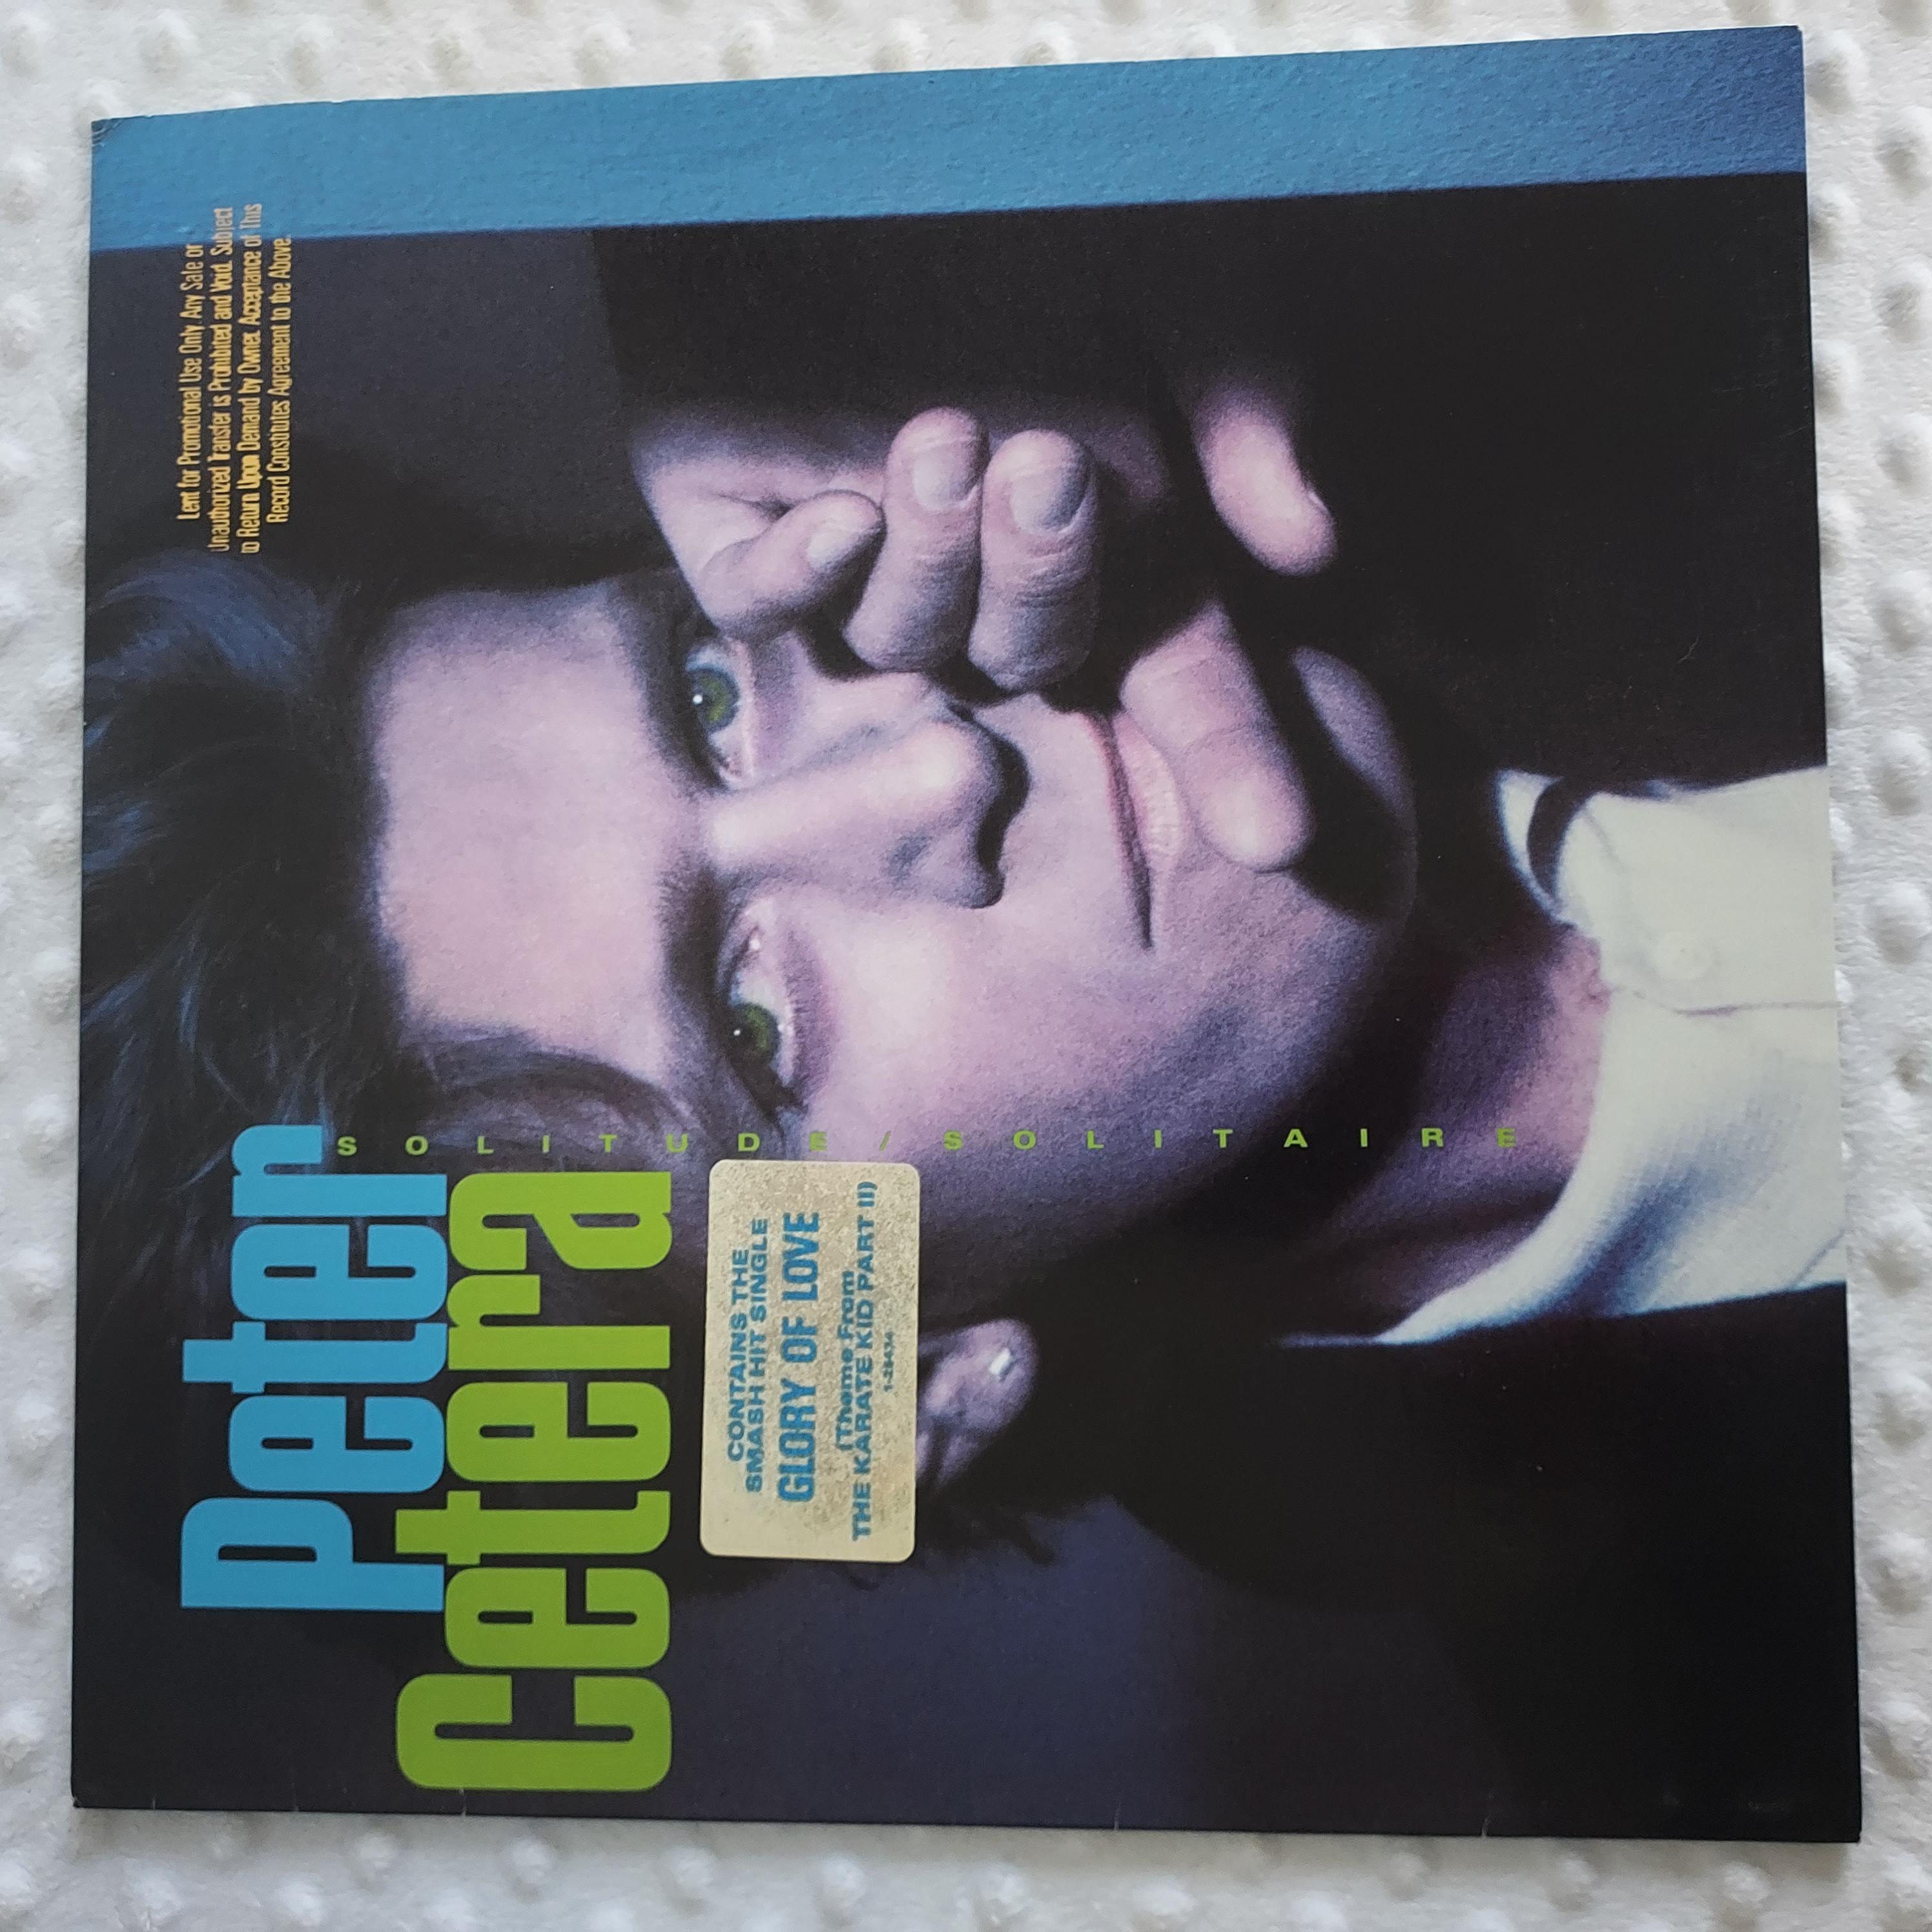 Peter
Cetera
SOLITUDE/SOLITAIRE
Lent for Promotional Use Only. Any Sale or
Unauthorized Transfer is Prohibited and Void. Subject
to Return Upon Demand by Owner. Acceptance of This
Record Constitutes Agreement to the Above.
CONTAINS THE
SMASH HIT SINGLE
GLORY OF LOVE
(Theme From
THE KARATE KID PART II)
1-25474